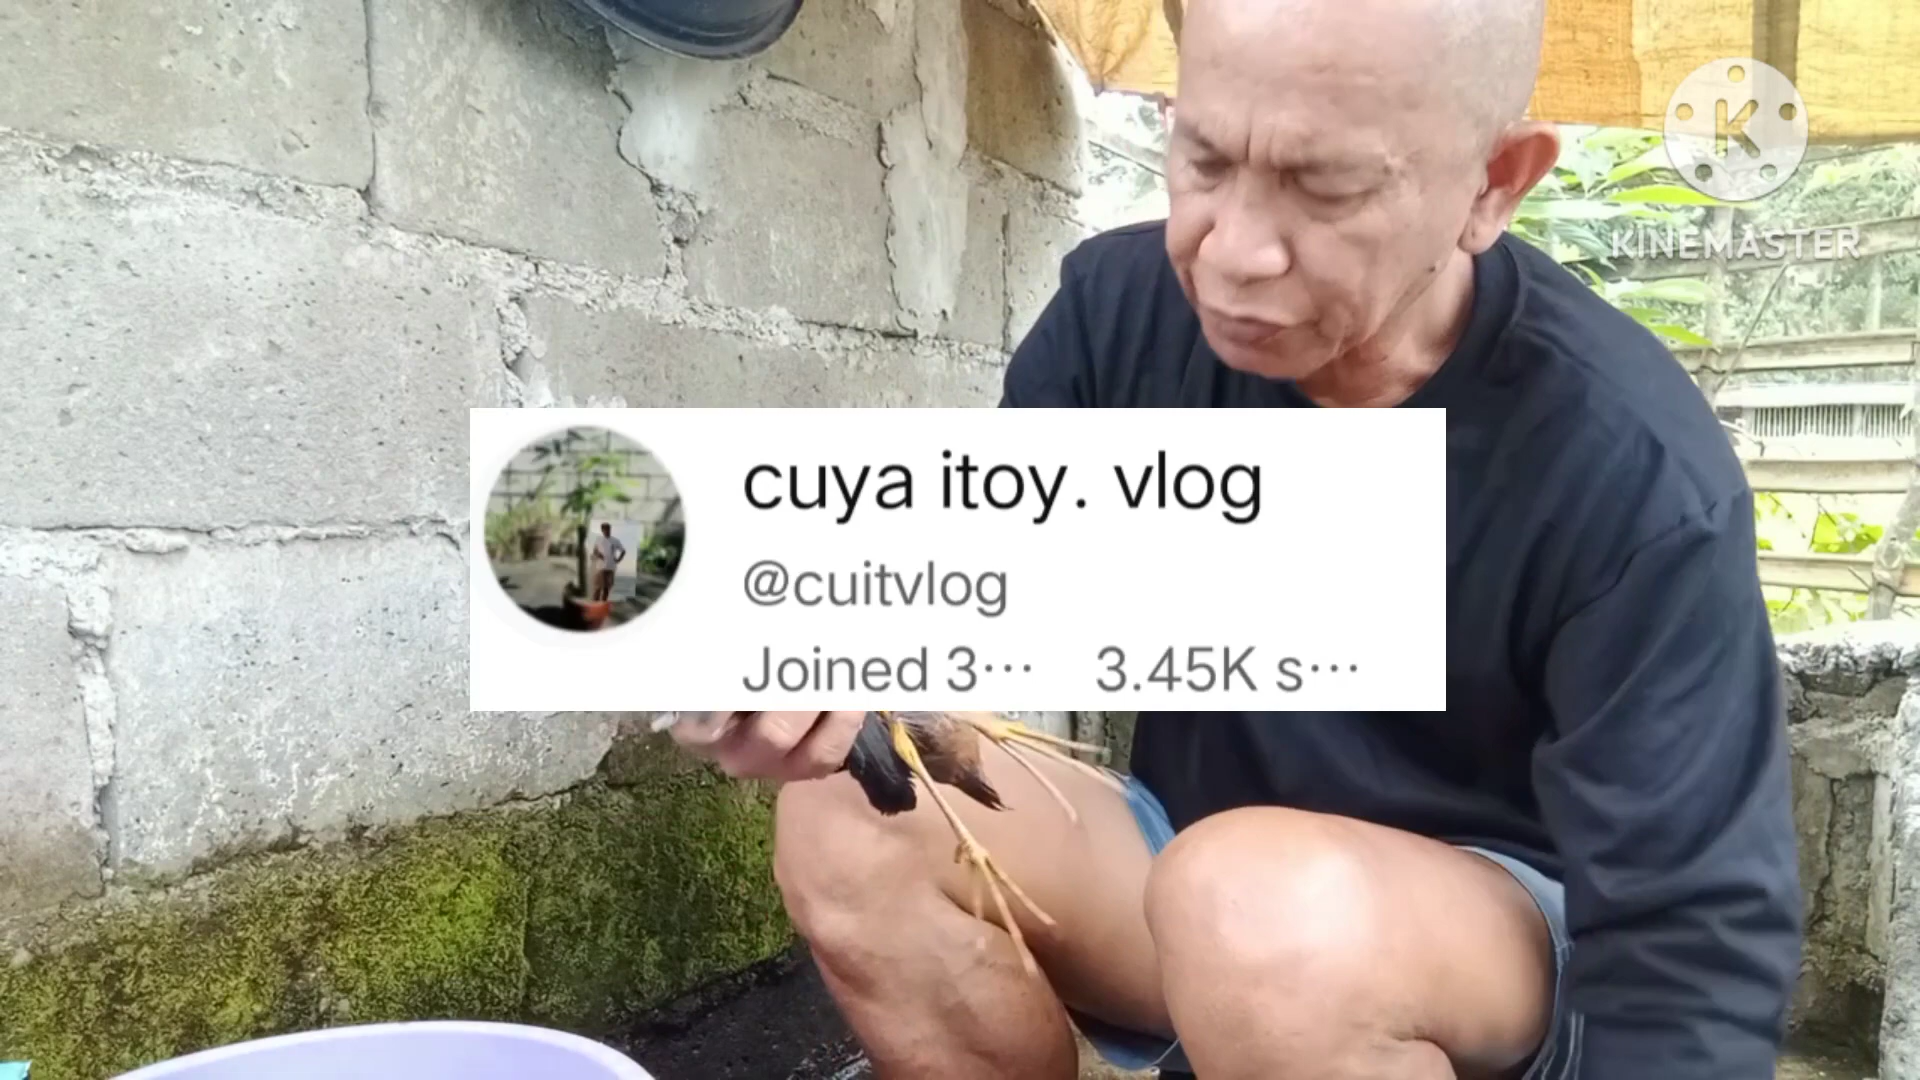 K
KINEMASTER
cuya itoy. vlog
@cuitvlog
Joined 3··· 3.45K s···